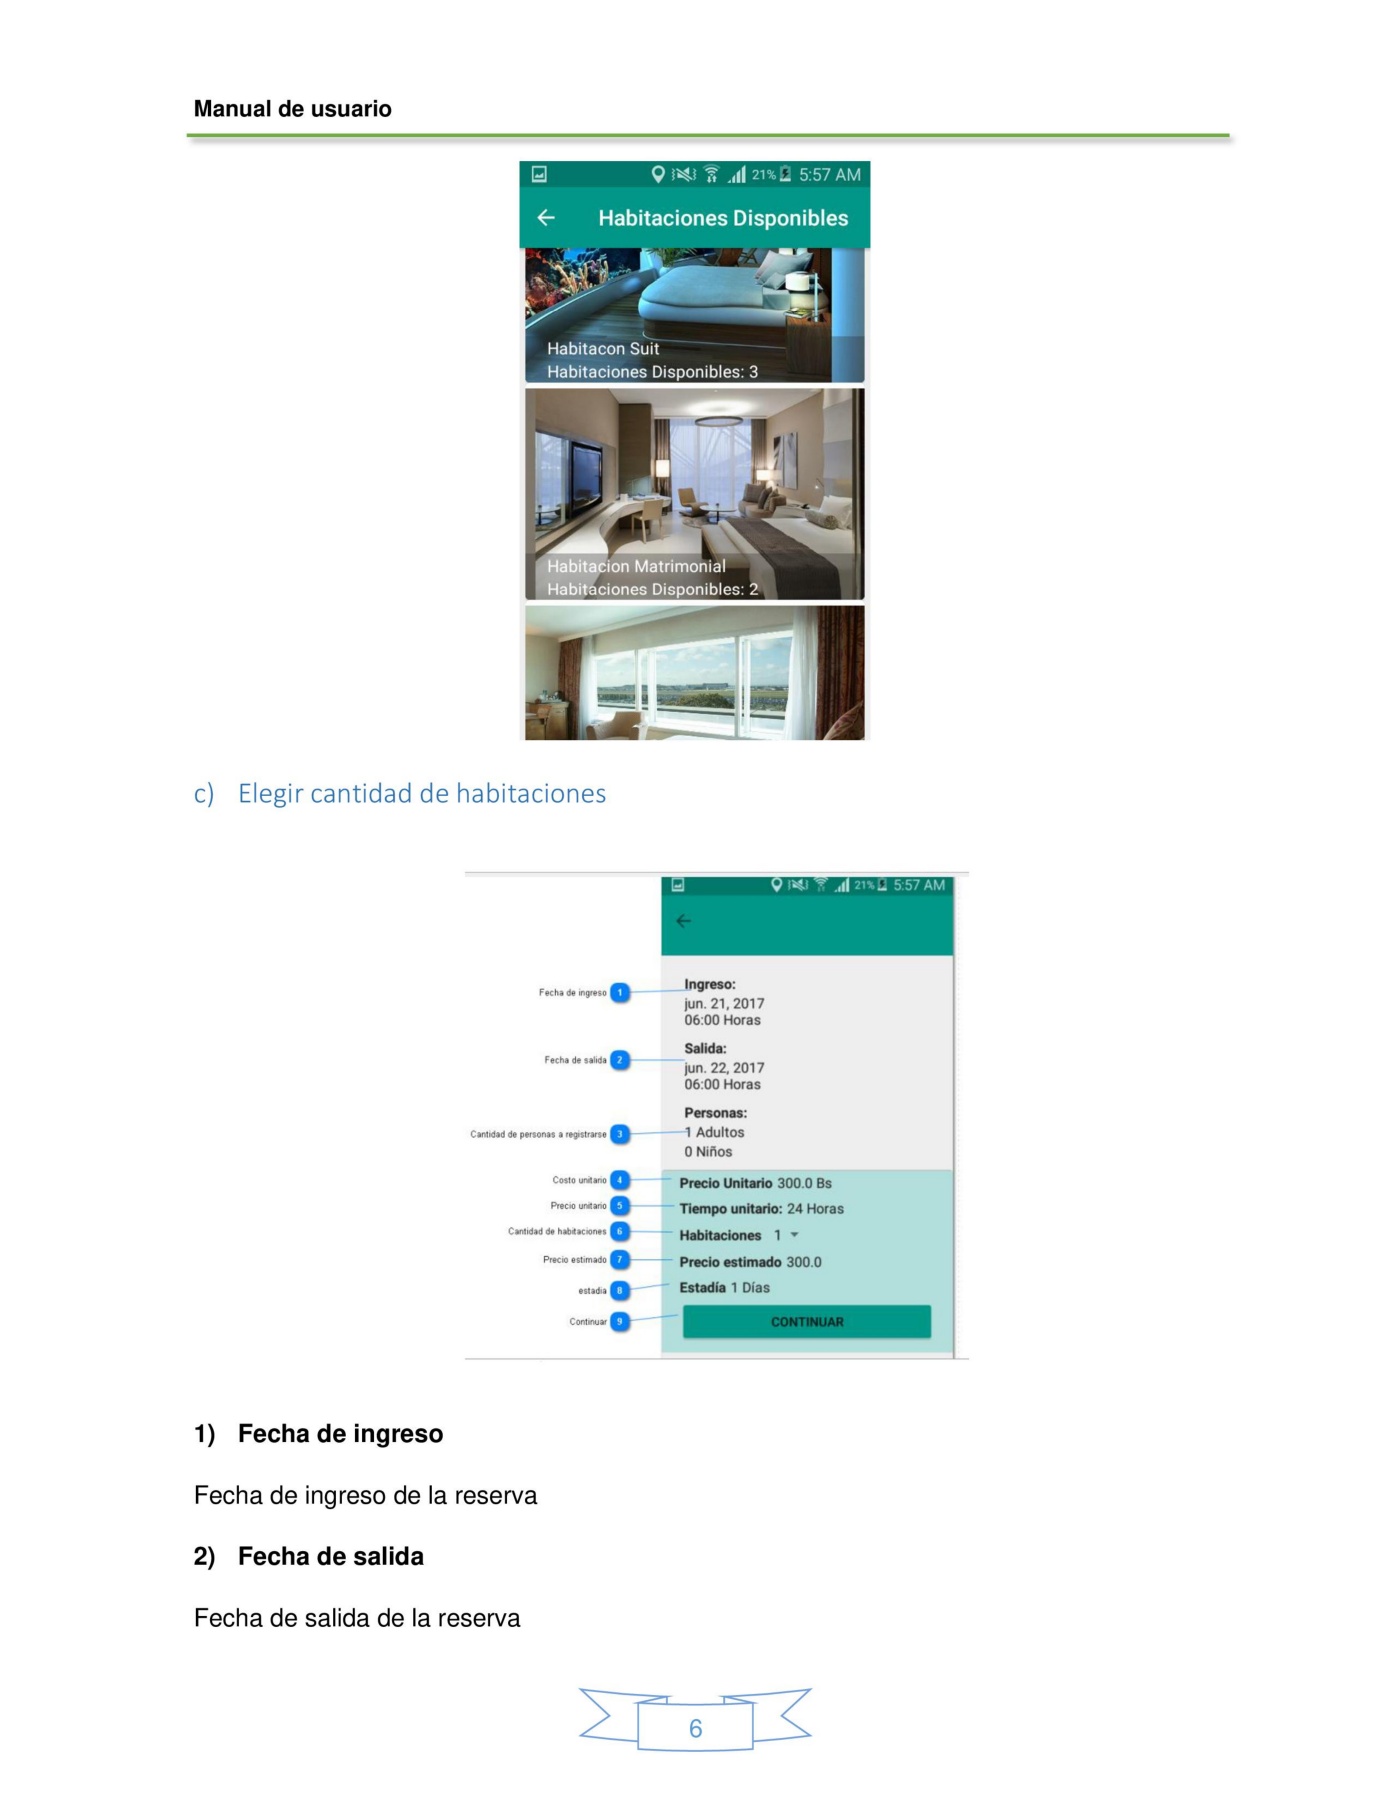 Manual de usuario
21% 5:57 AM
Habitaciones Disponibles
Habitacon Suit
Habitaciones Disponibles: 3
Habitacion Matrimonial
Habitaciones Disponibles: 2
c) Elegir cantidad de habitaciones
21% 5:57 AM
Fecha de ingreso 1
Ingreso:
jun. 21, 2017
06:00 Horas
Fecha de salida 2
Salida:
jun. 22, 2017
06:00 Horas
Cantidad de personas a registrarse 3
Personas:
1 Adultos
0 Niños
Costo unitario 4
Precio Unitario 300.0 Bs
Precio unitario 5
Tiempo unitario: 24 Horas
Cantidad de habitaciones 6
Habitaciones 1
Precio estimado 7
Precio estimado 300.0
estadia 8
Estadía 1 Días
Continuar 9
CONTINUAR
1) Fecha de ingreso
Fecha de ingreso de la reserva
2) Fecha de salida
Fecha de salida de la reserva
6